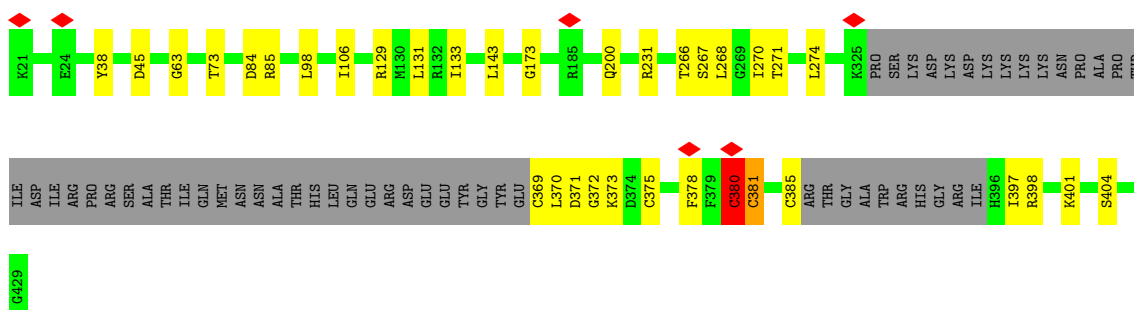 K21 E24 Y38 D45 G63 T73 D84 R85 L98 I106 R129 M130 L131 R132 I133 L143 G173 R185 Q200 R231 T266 S267 L268 G269 I270 T271 L274 K325 PRO SER LYS ASP LYS ASP LYS LYS LYS LYS ASN PRO ALA PRO
ILE ASP ILE ARG PRO ARG SER ALA THR ILE GLN MET ASN ASN ALA THR HIS LEU GLN GLU ARG ASP GLU GLU TYR GLY TYR GLU C369 L370 D371 G372 K373 D374 C375 F378 F379 C380 C381 C385 ARG THR GLY ALA TRP ARG HIS GLY ARG ILE H396 I397 R398 K401 S404
G429